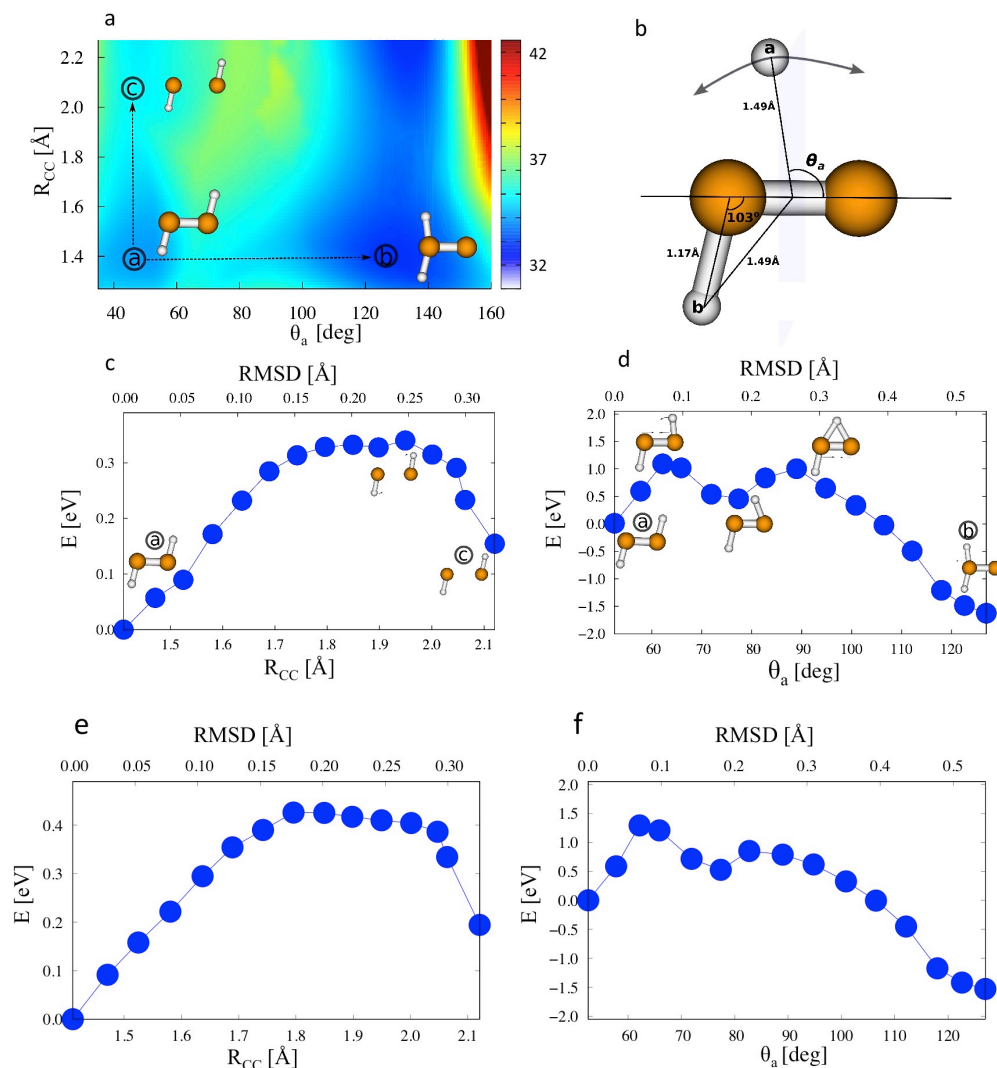 a
2.2
2.0
1.8
1.6
1.4
R_CC [Å]
40 60 80 100 120 140 160
θ_a [deg]
42
37
32
c
a
b
b
a
1.49Å
θ_a
103°
1.17Å
1.49Å
b
c
RMSD [Å]
0.00 0.05 0.10 0.15 0.20 0.25 0.30
0.3
0.2
0.1
0.0
E [eV]
a
c
1.5 1.6 1.7 1.8 1.9 2.0 2.1
R_CC [Å]
d
RMSD [Å]
0.0 0.1 0.2 0.3 0.4 0.5
2.0
1.5
1.0
0.5
0.0
−0.5
−1.0
−1.5
−2.0
E [eV]
a
b
60 70 80 90 100 110 120
θ_a [deg]
e
RMSD [Å]
0.00 0.05 0.10 0.15 0.20 0.25 0.30
0.4
0.3
0.2
0.1
0.0
E [eV]
1.5 1.6 1.7 1.8 1.9 2.0 2.1
R_CC [Å]
f
RMSD [Å]
0.0 0.1 0.2 0.3 0.4 0.5
2.0
1.5
1.0
0.5
0.0
−0.5
−1.0
−1.5
−2.0
E [eV]
60 70 80 90 100 110 120
θ_a [deg]